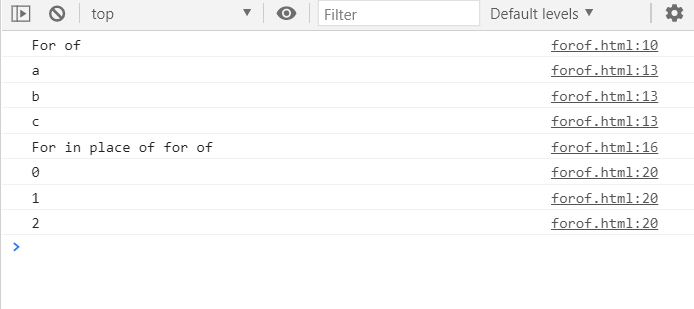 top Filter Default levels
For of forof.html:10
a forof.html:13
b forof.html:13
c forof.html:13
For in place of for of forof.html:16
0 forof.html:20
1 forof.html:20
2 forof.html:20